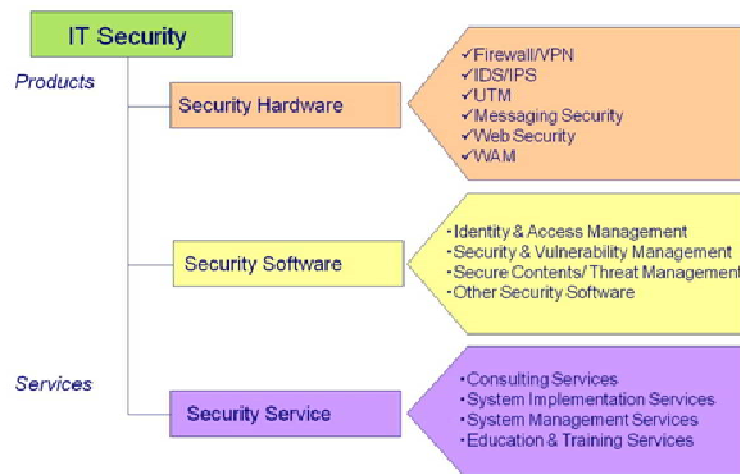 IT Security
Products
Security Hardware
✓Firewall/VPN
✓IDS/IPS
✓UTM
✓Messaging Security
✓Web Security
✓WAM
Security Software
・Identity & Access Management
・Security & Vulnerability Management
・Secure Contents/ Threat Management
・Other Security Software
Services
Security Service
・Consulting Services
・System Implementation Services
・System Management Services
・Education & Training Services